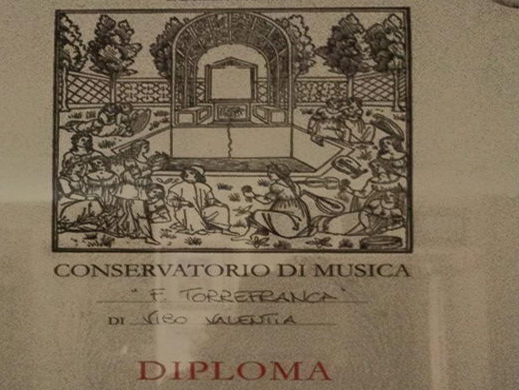 CONSERVATORIO DI MUSICA
"F. TORREFRANCA"
DI VIBO VALENTIA
DIPLOMA